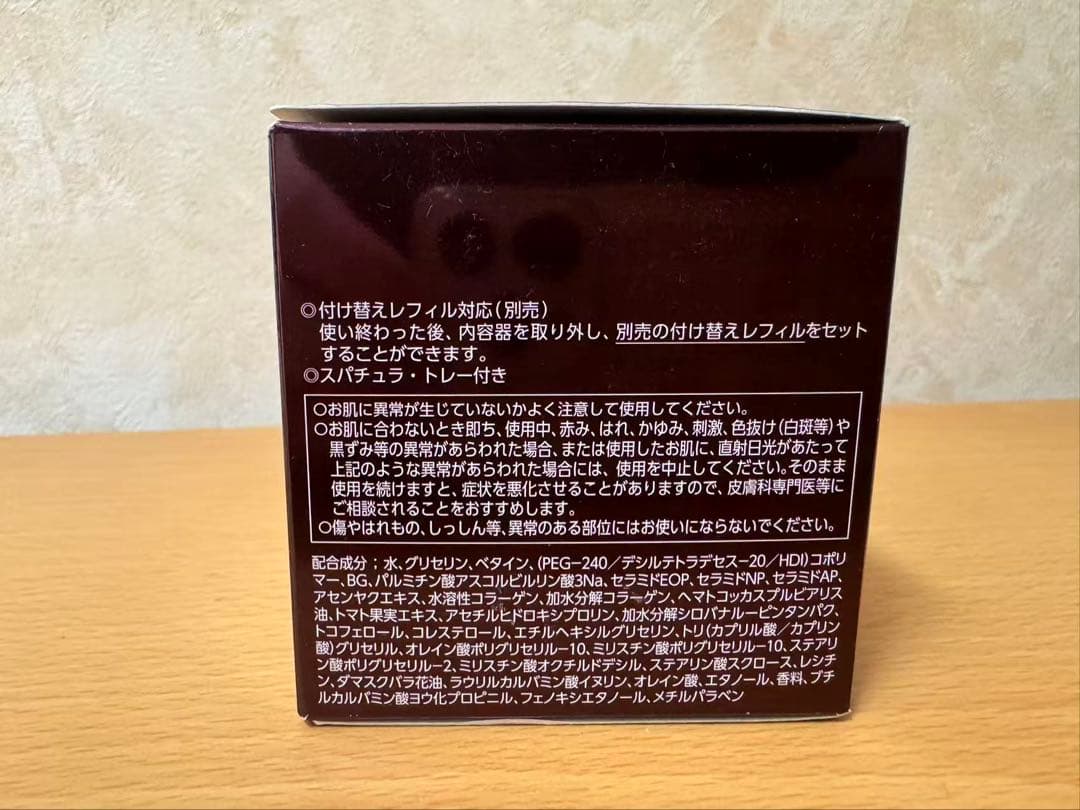 ◎付け替えレフィル対応(別売)
使い終わった後、内容器を取り外し、別売の付け替えレフィルをセット
することができます。
◎スパチュラ・トレー付き
○お肌に異常が生じていないかよく注意して使用してください。
○お肌に合わないとき即ち、使用中、赤み、はれ、かゆみ、刺激、色抜け(白斑等)や
黒ずみ等の異常があらわれた場合、または使用したお肌に、直射日光があたって
上記のような異常があらわれた場合には、使用を中止してください。そのまま
使用を続けますと、症状を悪化させることがありますので、皮膚科専門医等に
ご相談されることをおすすめします。
○傷やはれもの、しっしん等、異常のある部位にはお使いにならないでください。
配合成分:水、グリセリン、ベタイン、(PEG-240/デシルテトラデセス-20/HDI)コポリ
マー、BG、パルミチン酸アスコルビルリン酸3Na、セラミドEOP、セラミドNP、セラミドAP、
アセンヤクエキス、水溶性コラーゲン、加水分解コラーゲン、ヘマトコッカスプルビアリス
油、トマト果実エキス、アセチルヒドロキシプロリン、加水分解シロバナルーピンタンパク、
トコフェロール、コレステロール、エチルヘキシルグリセリン、トリ(カプリル酸/カプリン
酸)グリセリル、オレイン酸ポリグリセリル-10、ミリスチン酸ポリグリセリル-10、ステアリ
ン酸ポリグリセリル-2、ミリスチン酸オクチルドデシル、ステアリン酸スクロース、レシチ
ン、ダマスクバラ花油、ラウリルカルバミン酸イヌリン、オレイン酸、エタノール、香料、ブチ
ルカルバミン酸ヨウ化プロピニル、フェノキシエタノール、メチルパラベン